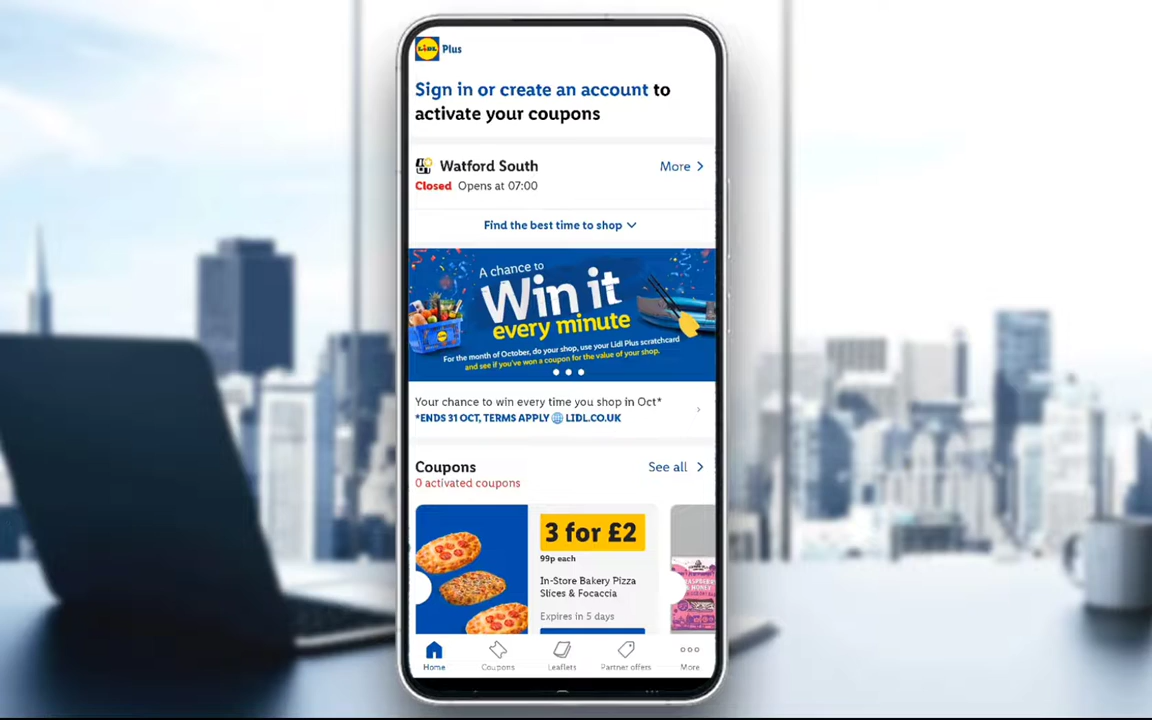 LIDL Plus
Sign in or create an account to
activate your coupons
Watford South
More >
Closed Opens at 07:00
Find the best time to shop
A chance to
Win it
every minute
For the month of October, do your shop, use your Lidl Plus scratchcard
and see if you've won a coupon for the value of your shop.
Your chance to win every time you shop in Oct*
*ENDS 31 OCT, TERMS APPLY 🌐 LIDL.CO.UK
Coupons
See all >
0 activated coupons
3 for £2
99p each
In-Store Bakery Pizza
Slices & Focaccia
Expires in 5 days
Home
Coupons
Leaflets
Partner offers
More